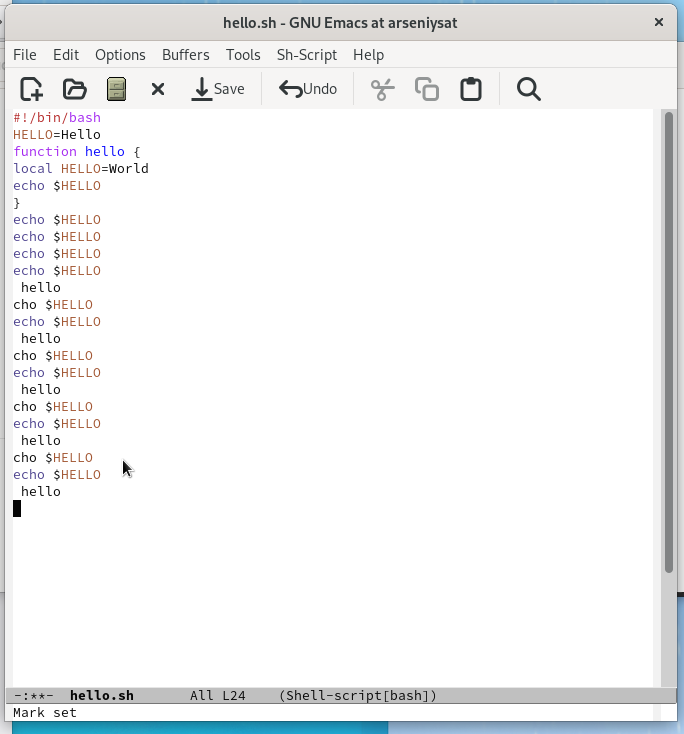 hello.sh - GNU Emacs at arseniysat
File Edit Options Buffers Tools Sh-Script Help
Save Undo
#!/bin/bash
HELLO=Hello
function hello {
local HELLO=World
echo $HELLO
}
echo $HELLO
echo $HELLO
echo $HELLO
echo $HELLO
 hello
cho $HELLO
echo $HELLO
 hello
cho $HELLO
echo $HELLO
 hello
cho $HELLO
echo $HELLO
 hello
cho $HELLO
echo $HELLO
 hello
-:**-  hello.sh       All L24    (Shell-script[bash])
Mark set